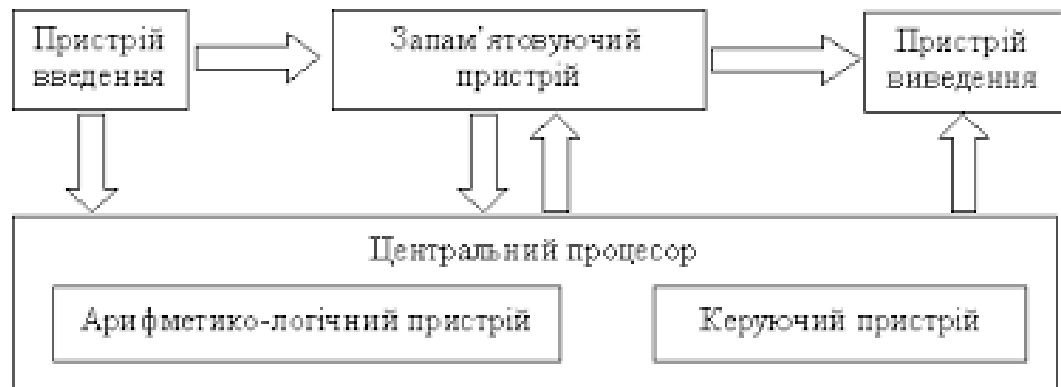 Пристрій
введення
Запам'ятовуючий
пристрій
Пристрій
виведення
Центральний процесор
Арифметико-логічний пристрій
Керуючий пристрій